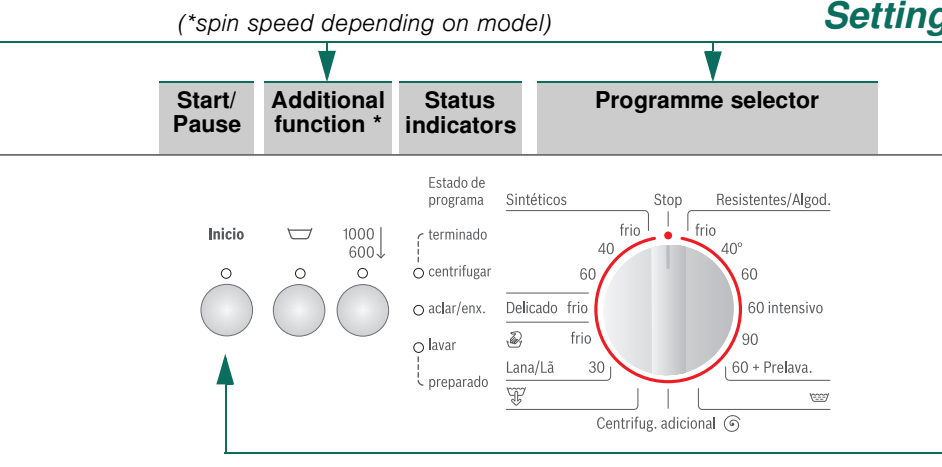 (*spin speed depending on model)
Setting
Start/
Pause
Additional
function *
Status
indicators
Programme selector
Estado de
programa
Inicio
1000
600↓
terminado
centrifugar
aclar/enx.
lavar
preparado
Sintéticos
Stop
Resistentes/Algod.
frio
frio
40
40°
60
60
Delicado frio
60 intensivo
frio
90
Lana/Lã 30
60 + Prelava.
Centrifug. adicional